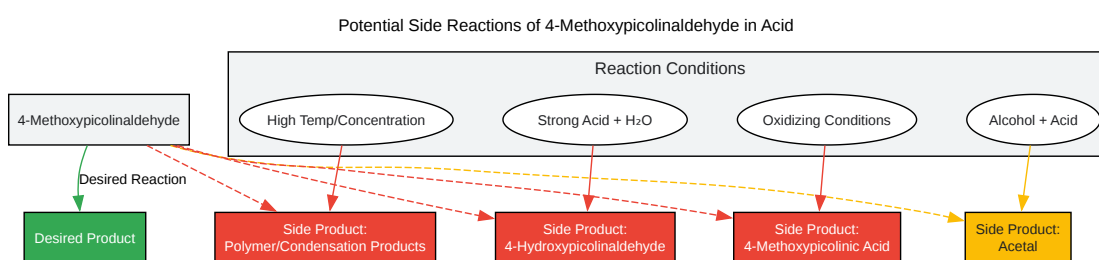 Potential Side Reactions of 4-Methoxypicolinaldehyde in Acid
Reaction Conditions
4-Methoxypicolinaldehyde
High Temp/Concentration
Strong Acid + H₂O
Oxidizing Conditions
Alcohol + Acid
Desired Reaction
Desired Product
Side Product:
Polymer/Condensation Products
Side Product:
4-Hydroxypicolinaldehyde
Side Product:
4-Methoxypicolinic Acid
Side Product:
Acetal